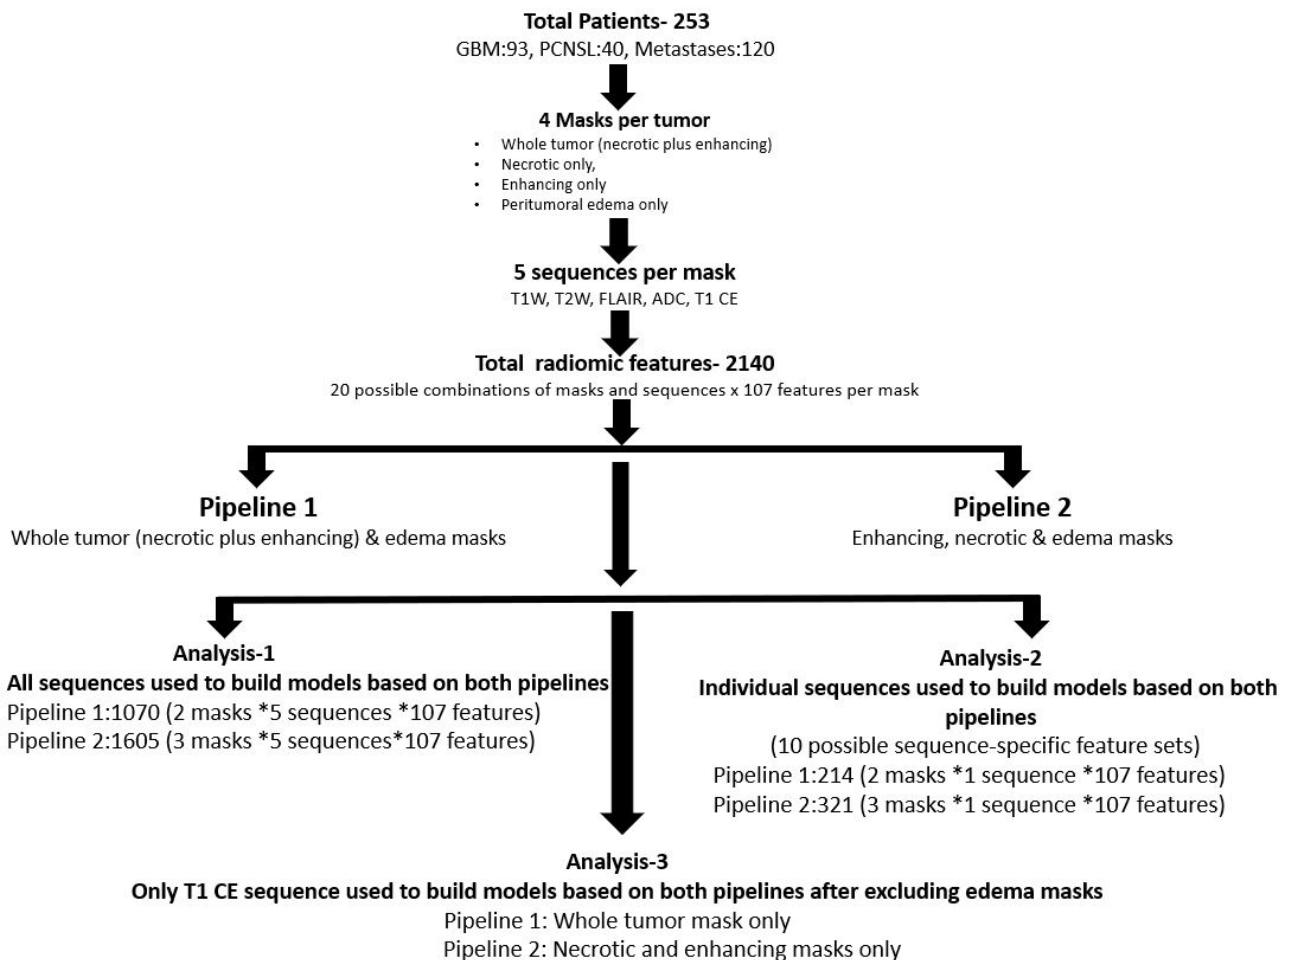 Total Patients- 253
GBM:93, PCNSL:40, Metastases:120
4 Masks per tumor
• Whole tumor (necrotic plus enhancing)
• Necrotic only,
• Enhancing only
• Peritumoral edema only
5 sequences per mask
T1W, T2W, FLAIR, ADC, T1 CE
Total radiomic features- 2140
20 possible combinations of masks and sequences x 107 features per mask
Pipeline 1
Whole tumor (necrotic plus enhancing) & edema masks
Pipeline 2
Enhancing, necrotic & edema masks
Analysis-1
All sequences used to build models based on both pipelines
Pipeline 1:1070 (2 masks *5 sequences *107 features)
Pipeline 2:1605 (3 masks *5 sequences*107 features)
Analysis-2
Individual sequences used to build models based on both
pipelines
(10 possible sequence-specific feature sets)
Pipeline 1:214 (2 masks *1 sequence *107 features)
Pipeline 2:321 (3 masks *1 sequence *107 features)
Analysis-3
Only T1 CE sequence used to build models based on both pipelines after excluding edema masks
Pipeline 1: Whole tumor mask only
Pipeline 2: Necrotic and enhancing masks only